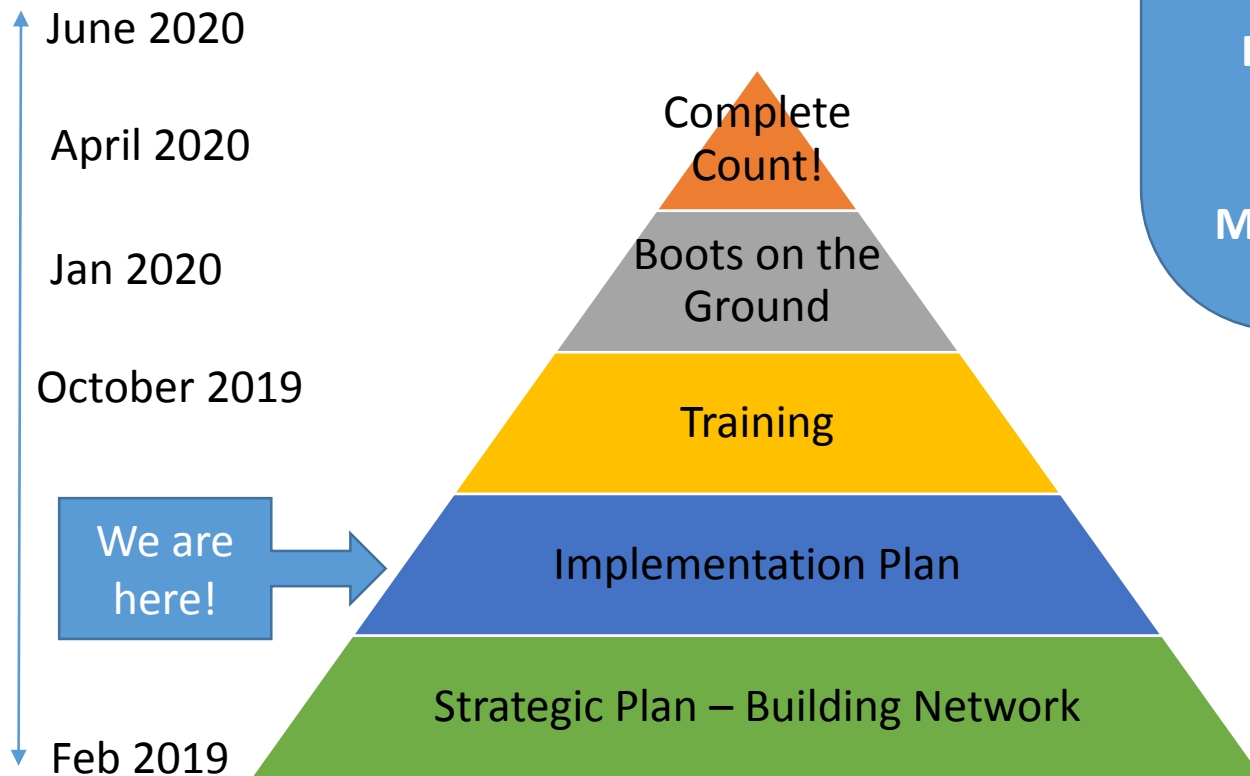 June 2020
April 2020
Jan 2020
October 2019
We are
here!
Feb 2019
Complete
Count!
Boots on the
Ground
Training
Implementation Plan
Strategic Plan – Building Network